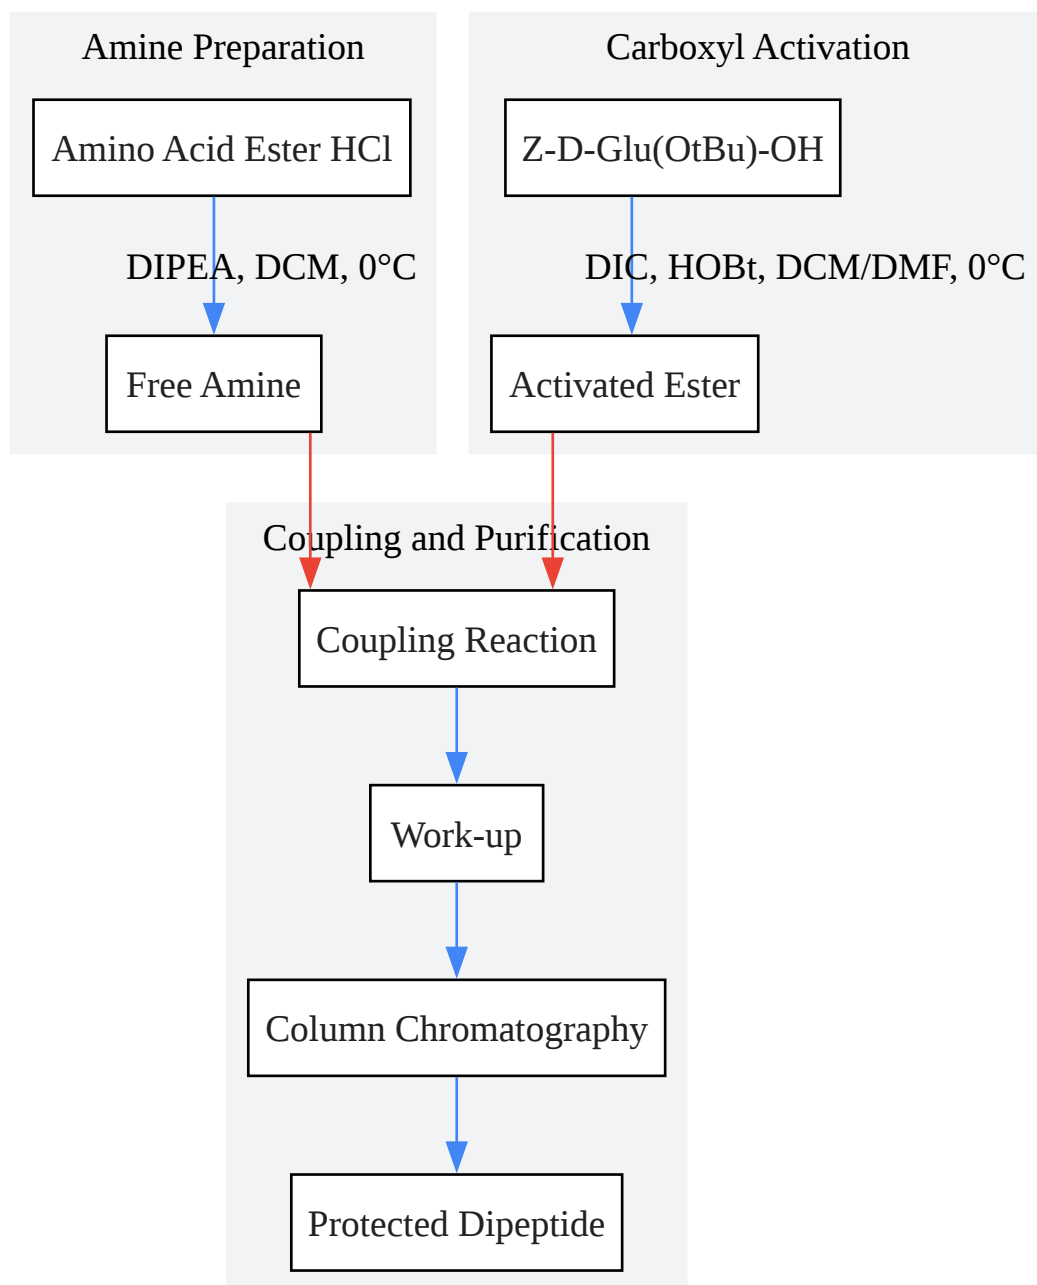 Amine Preparation
Amino Acid Ester HCl
DIPEA, DCM, 0°C
Free Amine
Carboxyl Activation
Z-D-Glu(OtBu)-OH
DIC, HOBt, DCM/DMF, 0°C
Activated Ester
Coupling and Purification
Coupling Reaction
Work-up
Column Chromatography
Protected Dipeptide